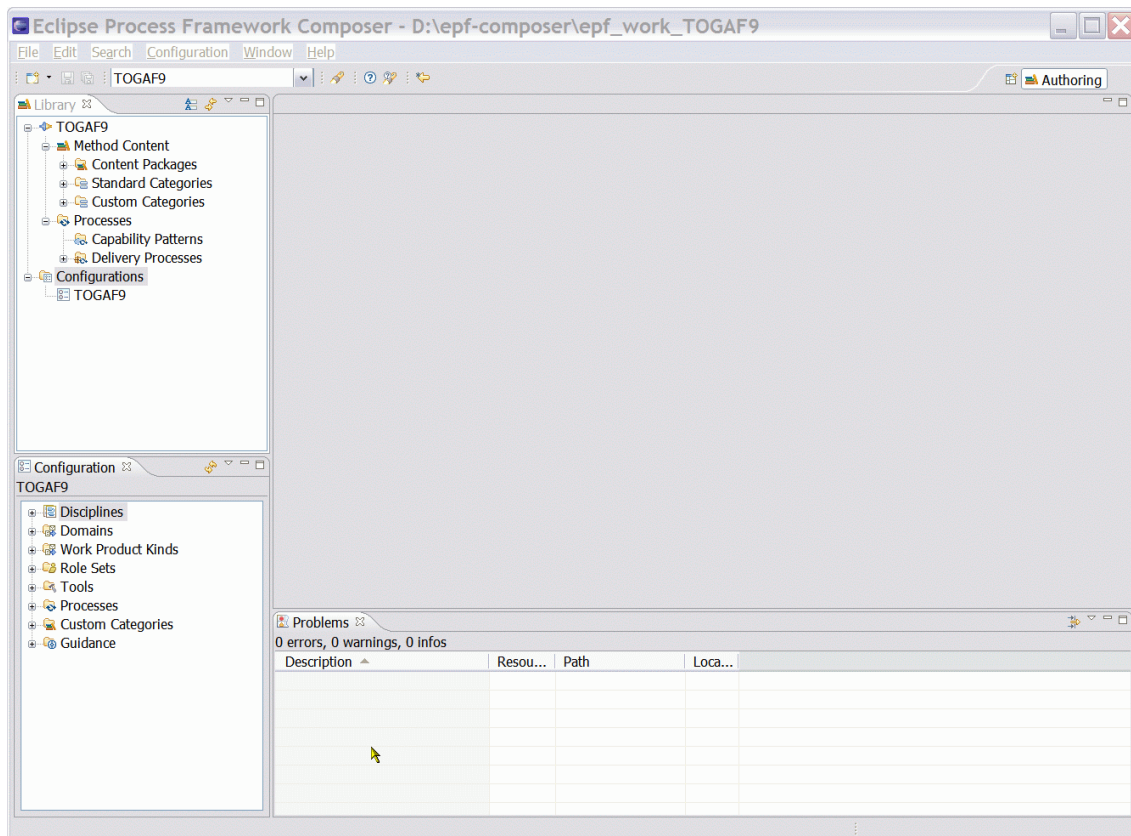 Eclipse Process Framework Composer - D:\epf-composer\epf_work_TOGAF9
File Edit Search Configuration Window Help
TOGAF9
Authoring
Library
TOGAF9
Method Content
Content Packages
Standard Categories
Custom Categories
Processes
Capability Patterns
Delivery Processes
Configurations
TOGAF9
Configuration
TOGAF9
Disciplines
Domains
Work Product Kinds
Role Sets
Tools
Processes
Custom Categories
Guidance
Problems
0 errors, 0 warnings, 0 infos
Description Resou... Path Loca...